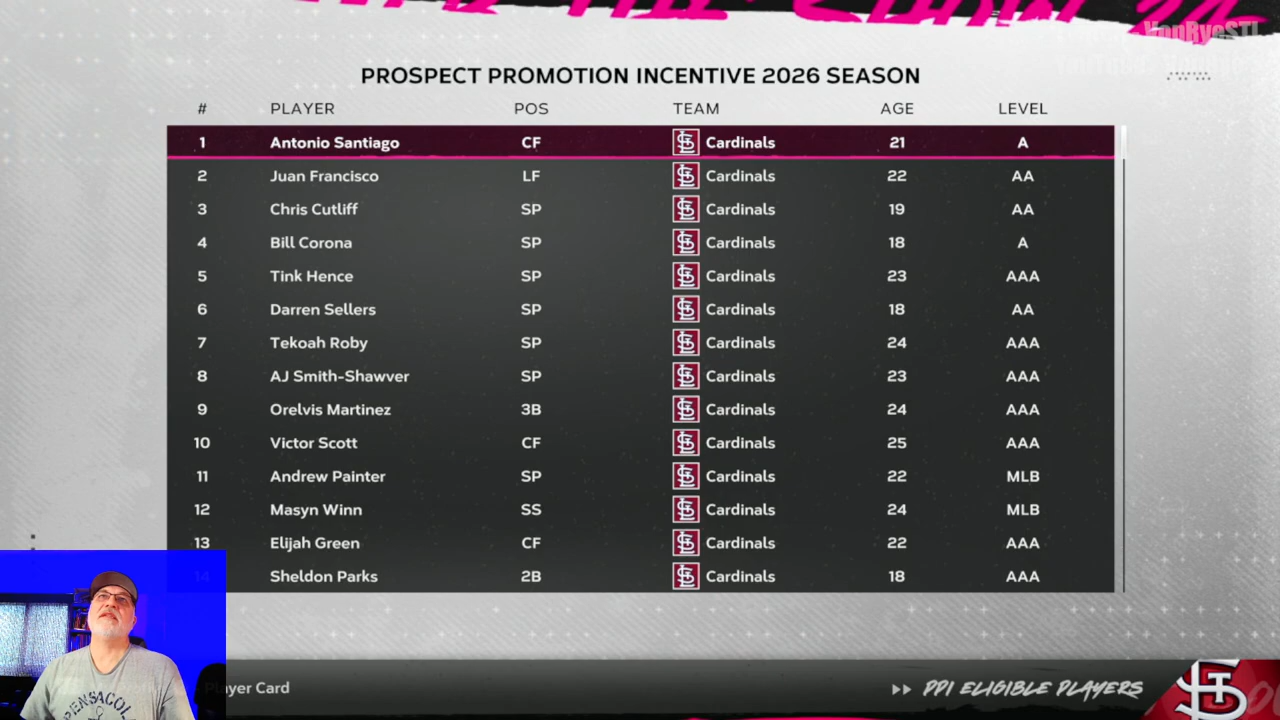 VonRyeSTL
PROSPECT PROMOTION INCENTIVE 2026 SEASON
# PLAYER POS TEAM AGE LEVEL
1 Antonio Santiago CF Cardinals 21 A
2 Juan Francisco LF Cardinals 22 AA
3 Chris Cutliff SP Cardinals 19 AA
4 Bill Corona SP Cardinals 18 A
5 Tink Hence SP Cardinals 23 AAA
6 Darren Sellers SP Cardinals 18 AA
7 Tekoah Roby SP Cardinals 24 AAA
8 AJ Smith-Shawver SP Cardinals 23 AAA
9 Orelvis Martinez 3B Cardinals 24 AAA
10 Victor Scott CF Cardinals 25 AAA
11 Andrew Painter SP Cardinals 22 MLB
12 Masyn Winn SS Cardinals 24 MLB
13 Elijah Green CF Cardinals 22 AAA
14 Sheldon Parks 2B Cardinals 18 AAA
PENSACOLA
Player Card
PPI ELIGIBLE PLAYERS